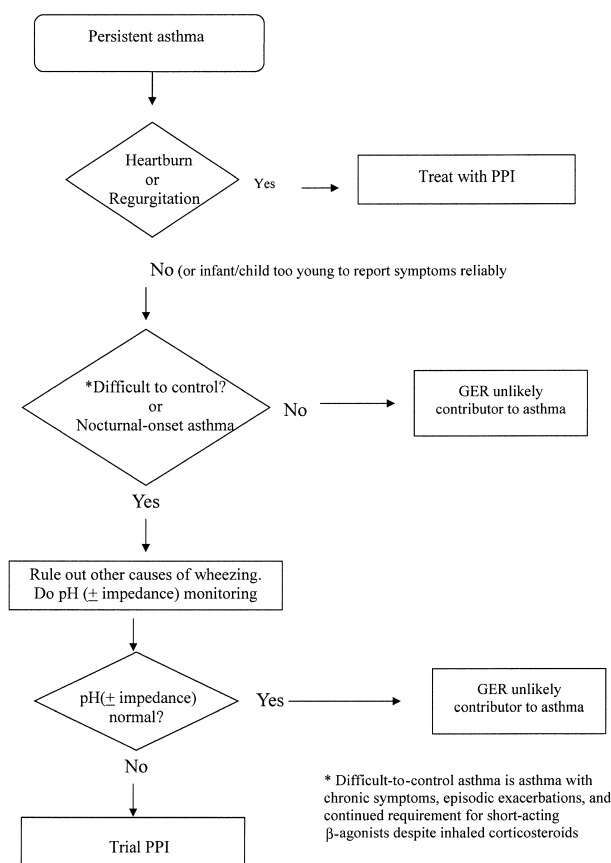 Persistent asthma
Heartburn
or
Regurgitation
Yes
Treat with PPI
No (or infant/child too young to report symptoms reliably
*Difficult to control?
or
Nocturnal-onset asthma
No
GER unlikely
contributor to asthma
Yes
Rule out other causes of wheezing.
Do pH (± impedance) monitoring
pH(± impedance)
normal?
Yes
GER unlikely
contributor to asthma
No
Trial PPI
* Difficult-to-control asthma is asthma with
chronic symptoms, episodic exacerbations, and
continued requirement for short-acting
β-agonists despite inhaled corticosteroids